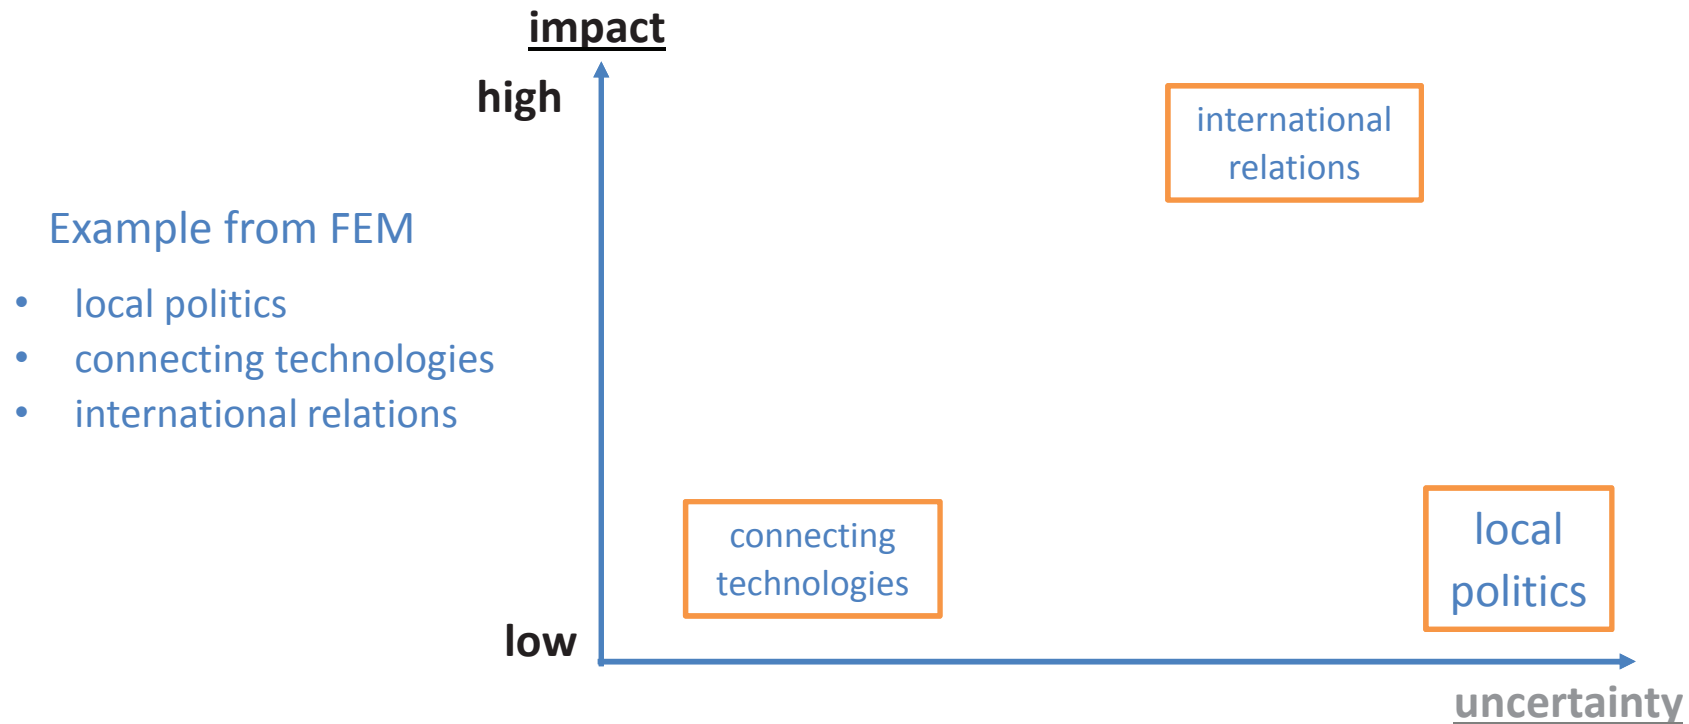 impact
high
international
relations
Example from FEM
• local politics
• connecting technologies
• international relations
connecting
technologies
local
politics
low
uncertainty